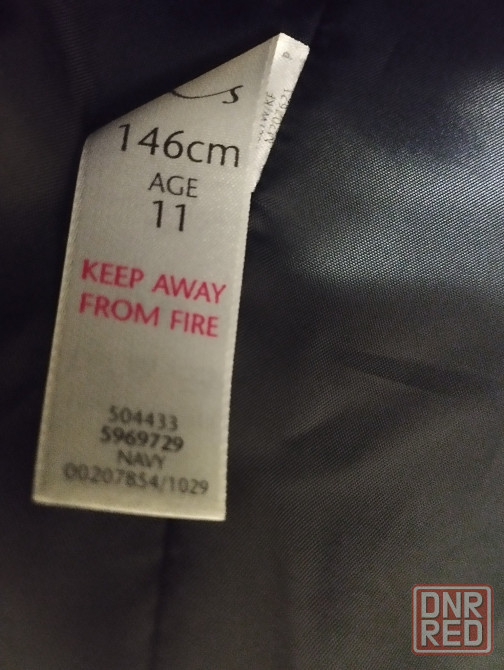 146cm
AGE
11
KEEP AWAY
FROM FIRE
504433
5969729
NAVY
00207854/1029
DNR
RED